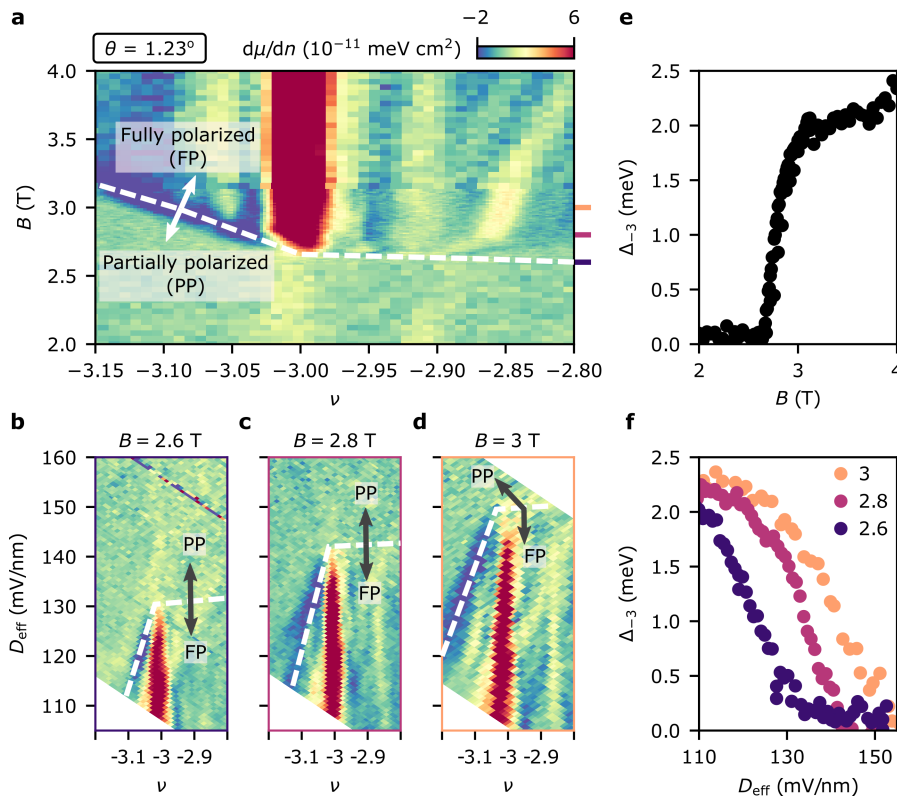 a
θ = 1.23°
dμ/dn (10⁻¹¹ meV cm²)
−2
6
B (T)
4.0
3.5
3.0
2.5
2.0
Fully polarized
(FP)
Partially polarized
(PP)
−3.15
−3.10
−3.05
−3.00
−2.95
−2.90
−2.85
−2.80
ν
e
Δ₋₃ (meV)
2.5
2.0
1.5
1.0
0.5
0.0
2
3
4
B (T)
b
B = 2.6 T
D_eff (mV/nm)
160
150
140
130
120
110
PP
FP
-3.1
-3
-2.9
ν
c
B = 2.8 T
PP
FP
-3.1
-3
-2.9
ν
d
B = 3 T
PP
FP
-3.1
-3
-2.9
ν
f
Δ₋₃ (meV)
2.5
2.0
1.5
1.0
0.5
0.0
3
2.8
2.6
110
130
150
D_eff (mV/nm)